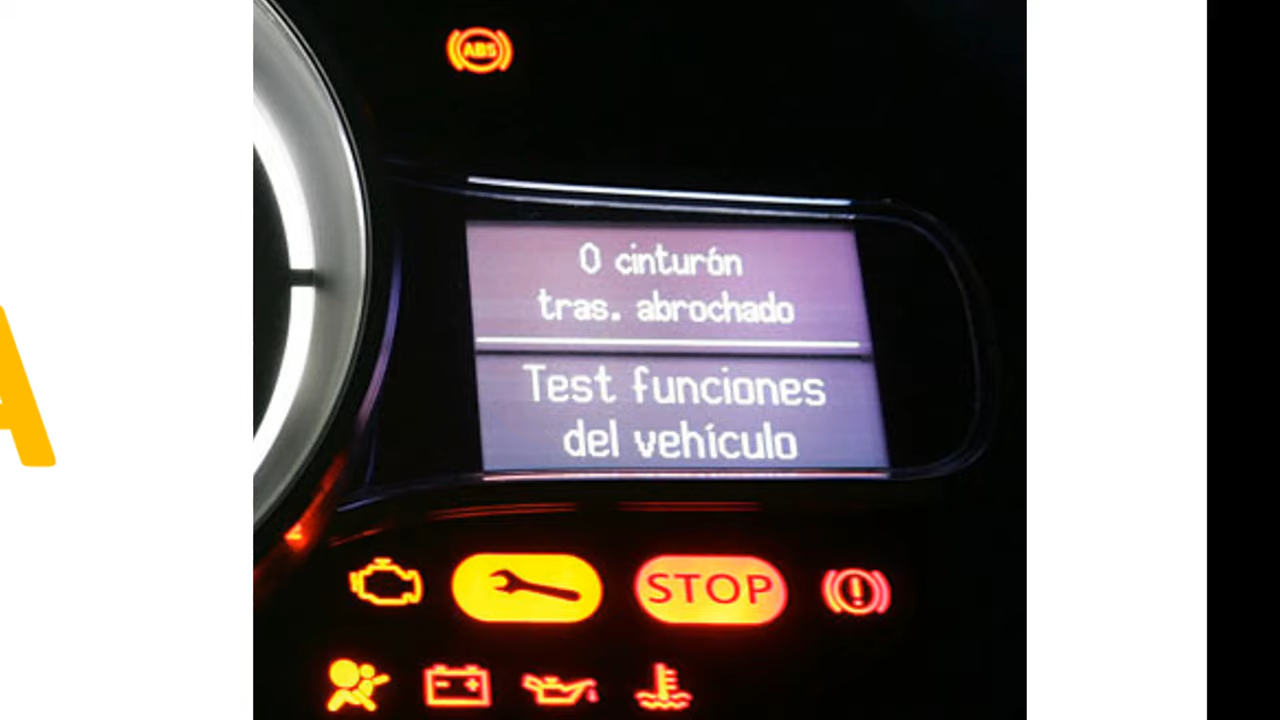 ABS
0 cinturón
tras. abrochado
Test funciones
del vehículo
STOP
A